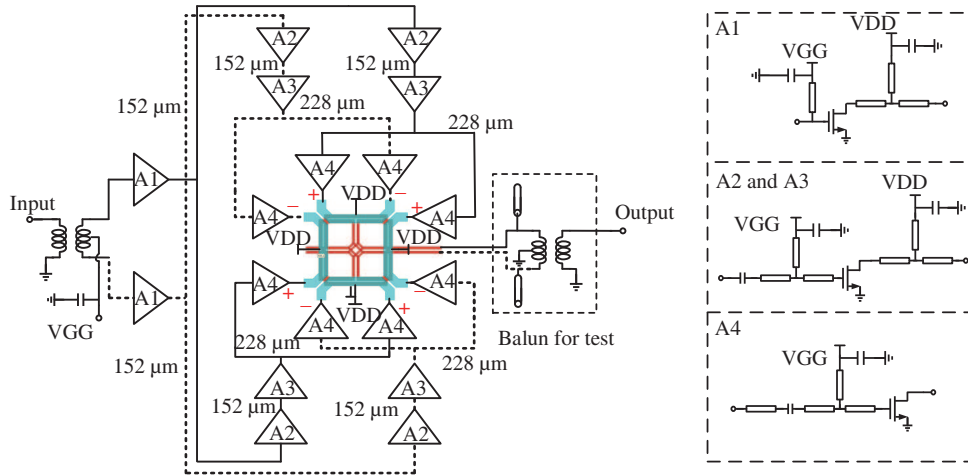 A2
A2
152 µm
152 µm
A3
A3
152 µm
228 µm
228 µm
A1
A4
A4
Input
+
−
VDD
A4
−
+
A4
Output
VDD
VDD
A4
+
−
A4
VGG
A1
−
VDD
+
A4
A4
Balun for test
228 µm
228 µm
152 µm
A3
A3
152 µm
152 µm
A2
A2
A1
VDD
VGG
A2 and A3
VDD
VGG
A4
VGG